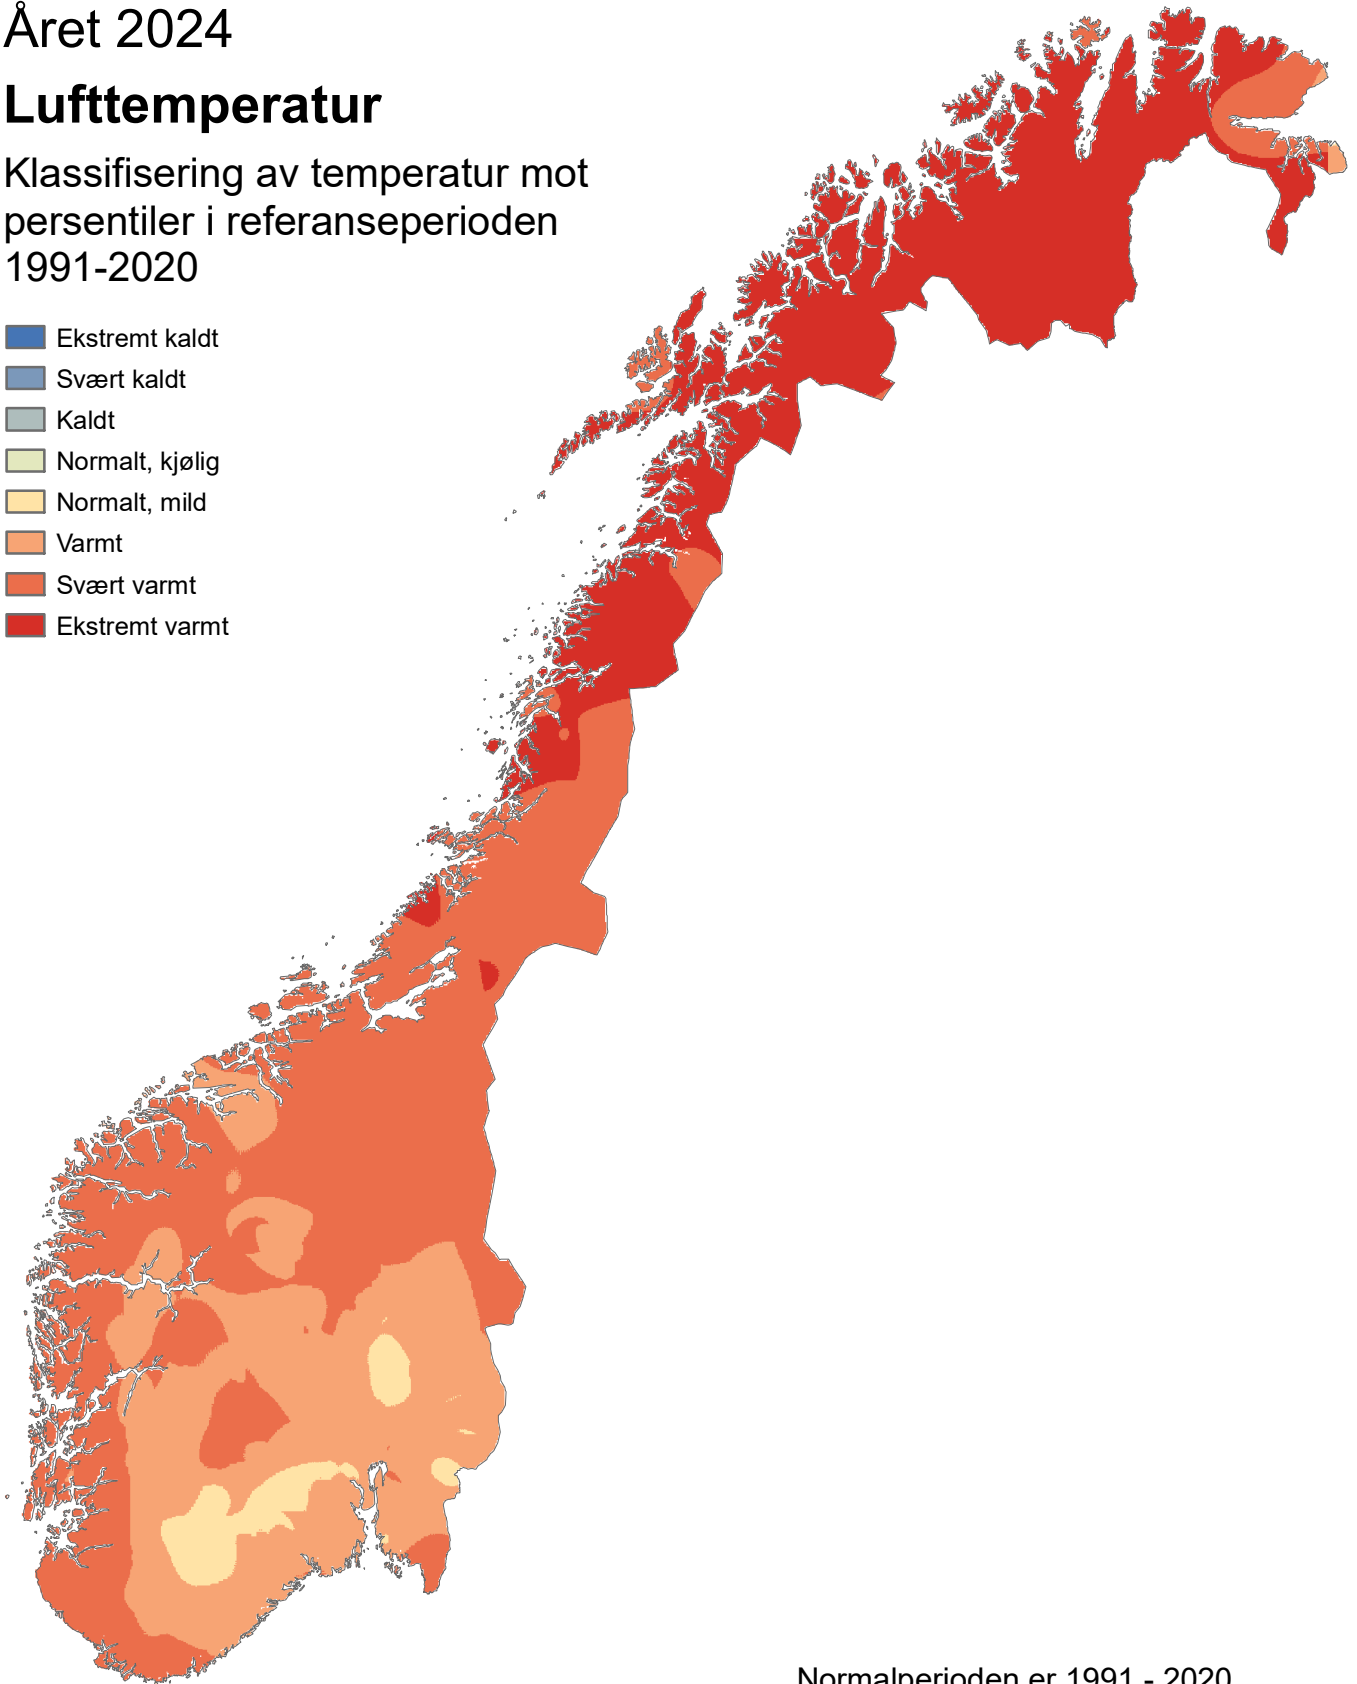 Året 2024
Lufttemperatur
Klassifisering av temperatur mot
persentiler i referanseperioden
1991-2020
Ekstremt kaldt
Svært kaldt
Kaldt
Normalt, kjølig
Normalt, mild
Varmt
Svært varmt
Ekstremt varmt
Normalperioden er 1991 - 2020